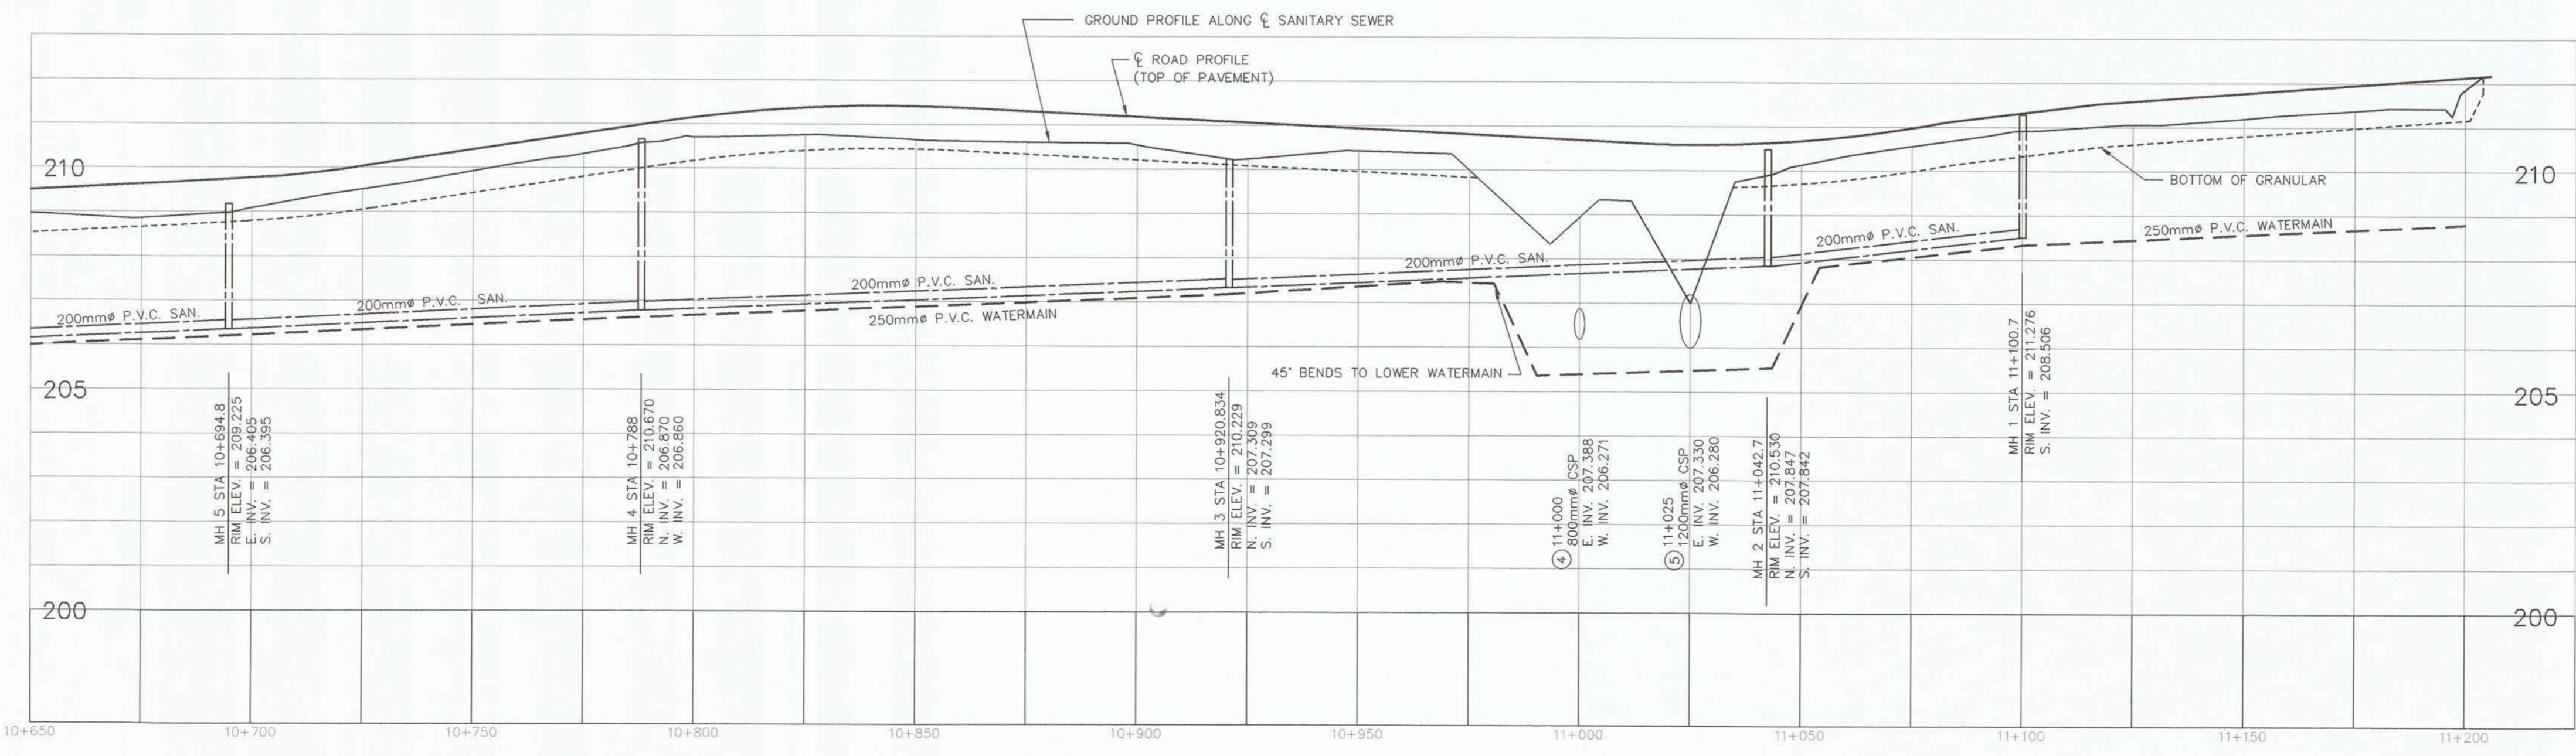 GROUND PROFILE ALONG ℄ SANITARY SEWER
℄ ROAD PROFILE
(TOP OF PAVEMENT)
210
210
BOTTOM OF GRANULAR
200mmø P.V.C. SAN.
200mmø P.V.C. SAN.
200mmø P.V.C. SAN.
200mmø P.V.C. SAN.
200mmø P.V.C. SAN.
250mmø P.V.C. WATERMAIN
250mmø P.V.C. WATERMAIN
45° BENDS TO LOWER WATERMAIN
205
205
MH 5 STA 10+694.8
RIM ELEV. = 209.225
E. INV. = 206.405
S. INV. = 206.395
MH 4 STA 10+788
RIM ELEV. = 210.670
N. INV. = 206.870
W. INV. = 206.860
MH 3 STA 10+920.834
RIM ELEV. = 210.229
N. INV. = 207.309
S. INV. = 207.299
④ 11+000
800mmø CSP
E. INV. 207.388
W. INV. 206.271
⑤ 11+025
1200mmø CSP
E. INV. 207.330
W. INV. 206.280
MH 2 STA 11+042.7
RIM ELEV. = 210.530
N. INV. = 207.847
S. INV. = 207.842
MH 1 STA 11+100.7
RIM ELEV. = 211.276
S. INV. = 208.506
200
200
10+650
10+700
10+750
10+800
10+850
10+900
10+950
11+000
11+050
11+100
11+150
11+200